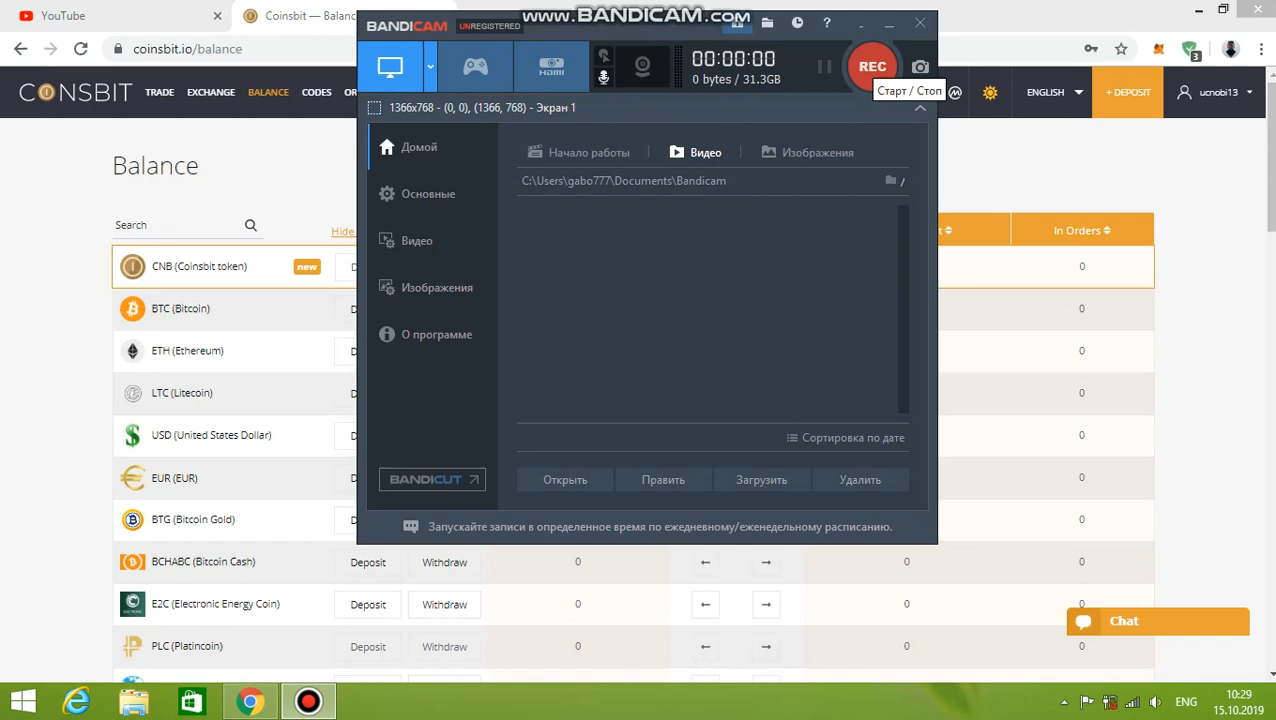 YouTube
Coinsbit — Balan
www.BANDICAM.com
coinsbit.io/balance
3
BANDICAM UNREGISTERED
?
HDMI
00:00:00
0 bytes / 31.3GB
REC
Старт / Стоп
COINSBIT
TRADE
EXCHANGE
BALANCE
CODES
ENGLISH
+ DEPOSIT
ucnobi13
1366x768 - (0, 0), (1366, 768) - Экран 1
Домой
Основные
Видео
Изображения
О программе
BANDICUT
Начало работы
Видео
Изображения
C:\Users\gabo777\Documents\Bandicam
/
Сортировка по дате
Открыть
Править
Загрузить
Удалить
Запускайте записи в определенное время по ежедневному/еженедельному расписанию.
Balance
Search
Hide
In Orders
CNB (Coinsbit token) new 0
BTC (Bitcoin) 0
ETH (Ethereum) 0
LTC (Litecoin) 0
USD (United States Dollar) 0
EUR (EUR) 0
BTG (Bitcoin Gold) 0
BCHABC (Bitcoin Cash) Deposit Withdraw 0 ← → 0 0
E2C (Electronic Energy Coin) Deposit Withdraw 0 ← → 0 0
PLC (Platincoin) Deposit Withdraw 0 ← → 0 0
Chat
ENG
10:29
15.10.2019